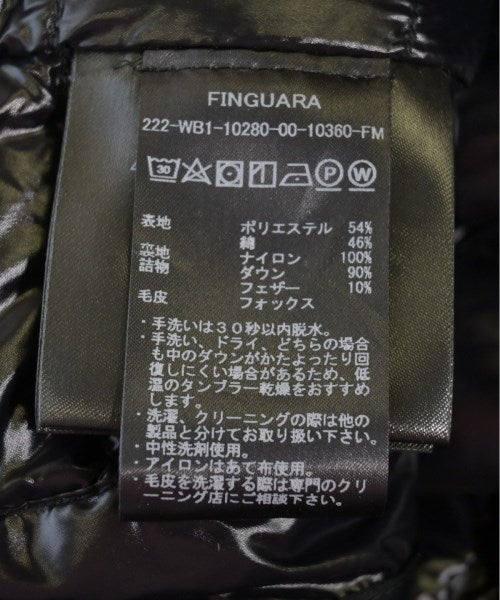 FINGUARA
222-WB1-10280-00-10360-FM
30 P W
表地 ポリエステル 54%
綿 46%
裏地 ナイロン 100%
詰物 ダウン 90%
フェザー 10%
毛皮 フォックス
・手洗いは30秒以内脱水。
・手洗い、ドライ、どちらの場合
も中のダウンがかたよったり回
復しにくい場合があるため、低
温のタンブラー乾燥をおすすめ
します。
・洗濯、クリーニングの際は他の
製品と分けてお取り扱い下さい。
・中性洗剤使用。
・アイロンはあて布使用。
・毛皮を洗濯する際は専門のクリ
ーニング店にご相談下さい。